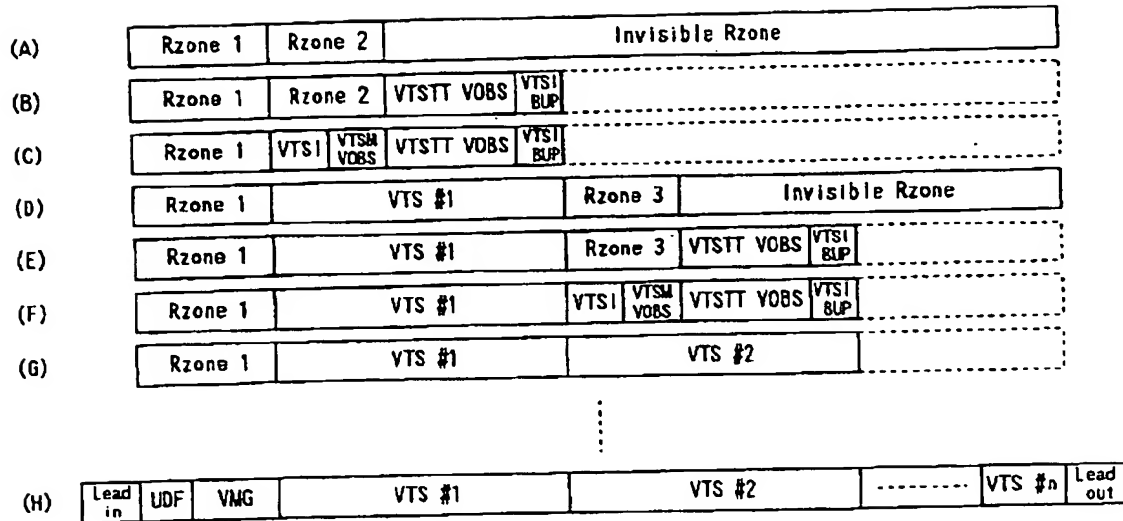 (A) Rzone 1 Rzone 2 Invisible Rzone
(B) Rzone 1 Rzone 2 VTSTT VOBS VTSI BUP
(C) Rzone 1 VTSI VTSM VOBS VTSTT VOBS VTSI BUP
(D) Rzone 1 VTS #1 Rzone 3 Invisible Rzone
(E) Rzone 1 VTS #1 Rzone 3 VTSTT VOBS VTSI BUP
(F) Rzone 1 VTS #1 VTSI VTSM VOBS VTSTT VOBS VTSI BUP
(G) Rzone 1 VTS #1 VTS #2
(H) Lead in UDF VMG VTS #1 VTS #2 VTS #n Lead out